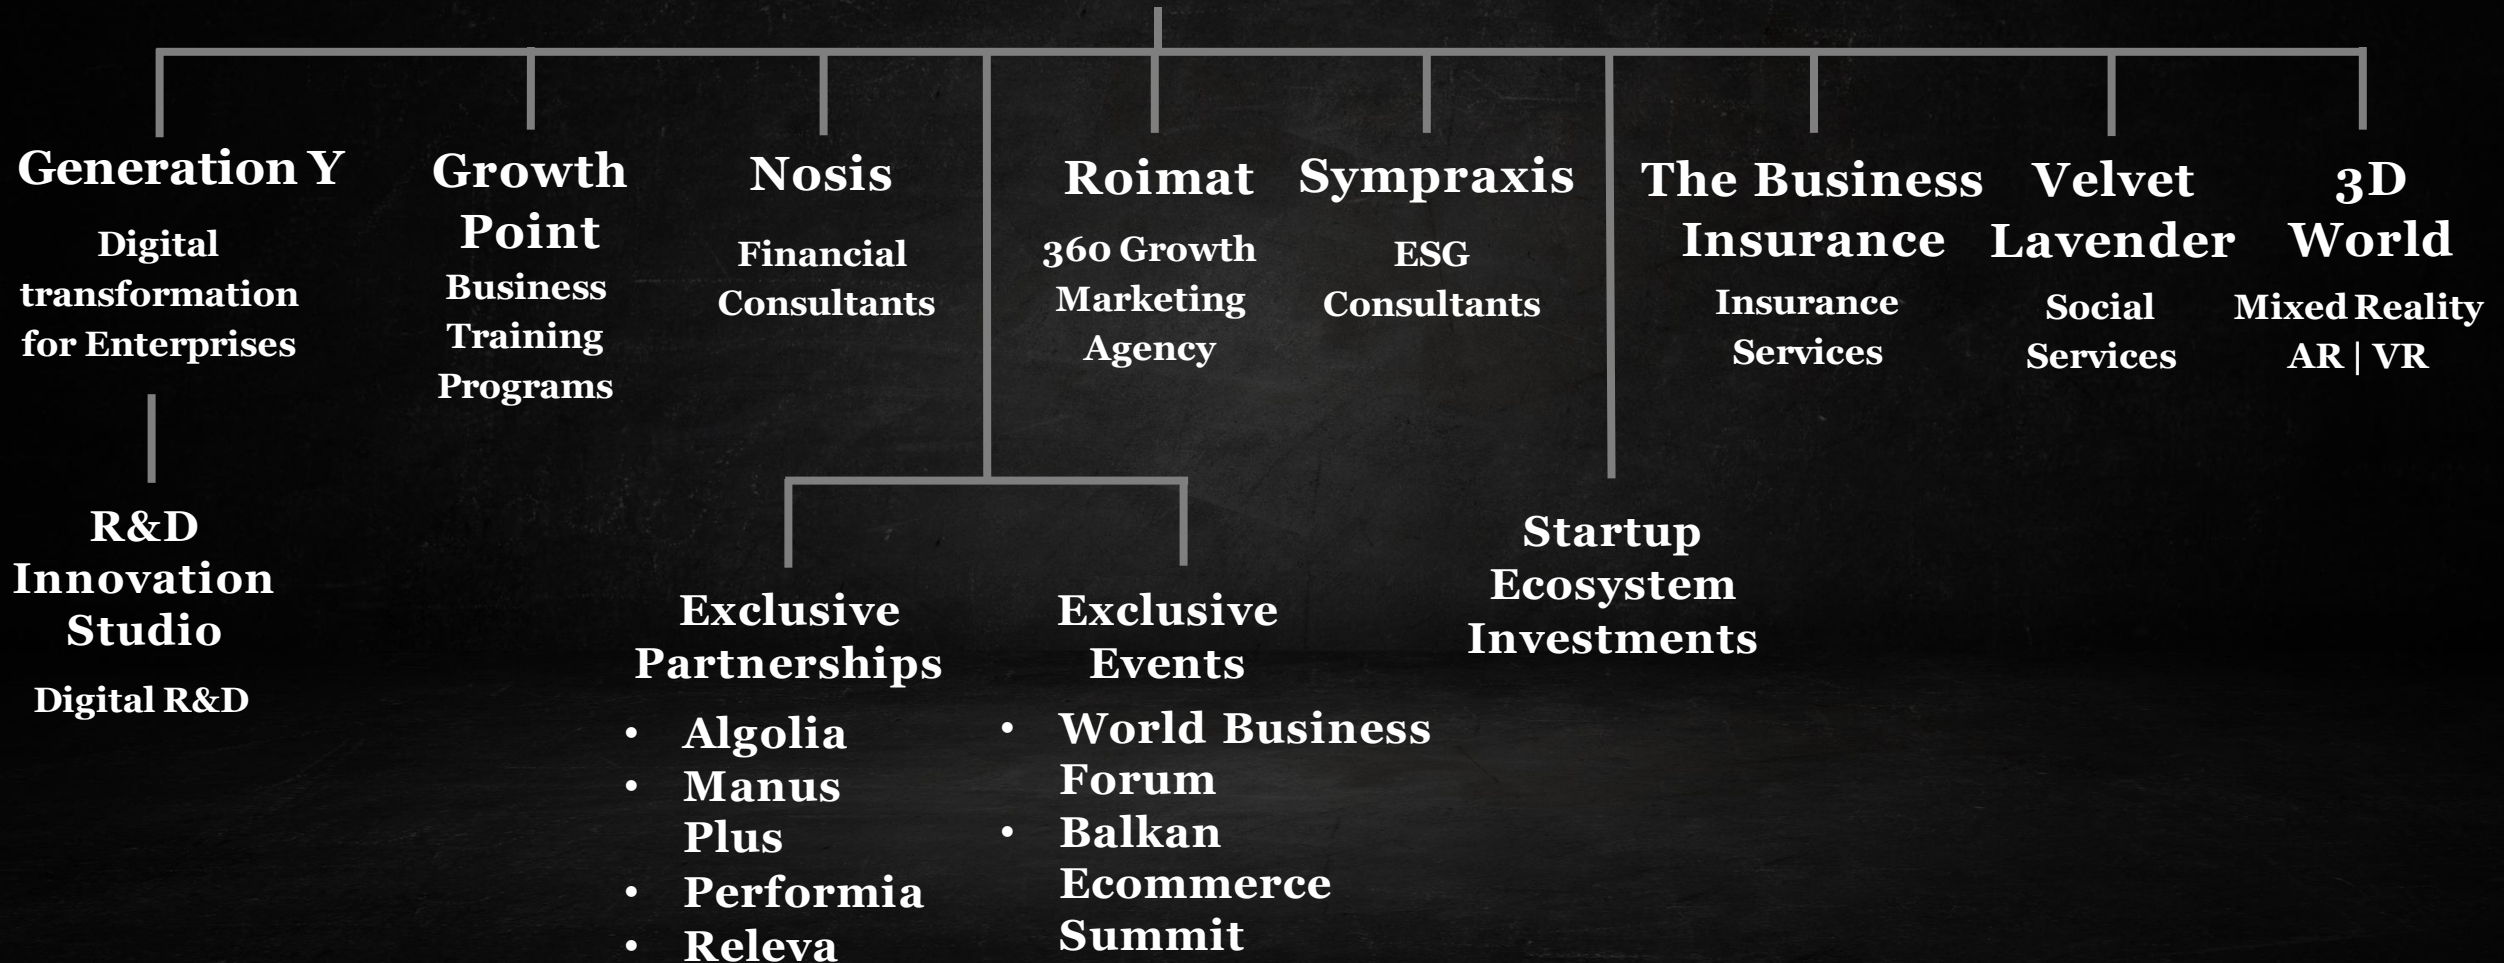 Generation Y
Digital
transformation
for Enterprises
Growth
Point
Business
Training
Programs
Nosis
Financial
Consultants
Roimat
360 Growth
Marketing
Agency
Sympraxis
ESG
Consultants
The Business
Insurance
Insurance
Services
Velvet
Lavender
Social
Services
3D
World
Mixed Reality
AR | VR
R&D
Innovation
Studio
Digital R&D
Exclusive
Partnerships
• Algolia
• Manus
Plus
• Performia
• Releva
Exclusive
Events
• World Business
Forum
• Balkan
Ecommerce
Summit
Startup
Ecosystem
Investments